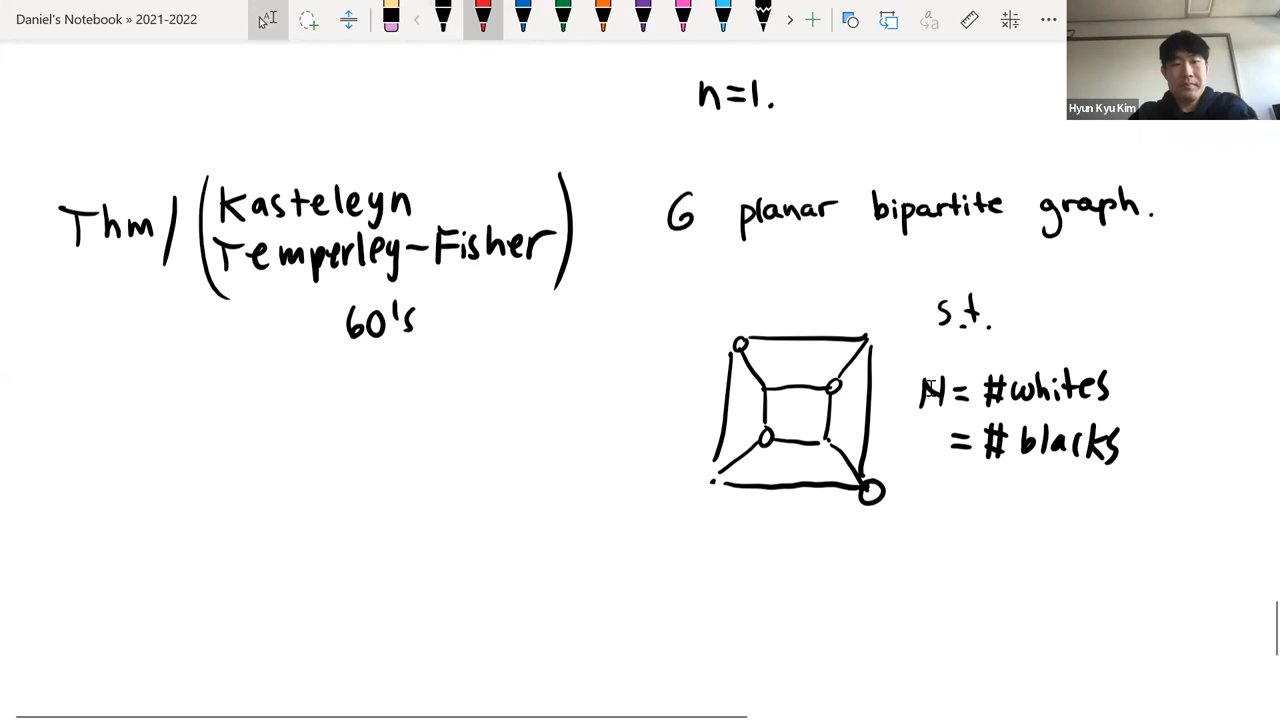 Daniel's Notebook » 2021-2022
Hyun Kyu Kim
n=1.
Thm/ (Kasteleyn
Temperley-Fisher)
60's
G planar bipartite graph.
s.t.
N = #whites
= # blacks